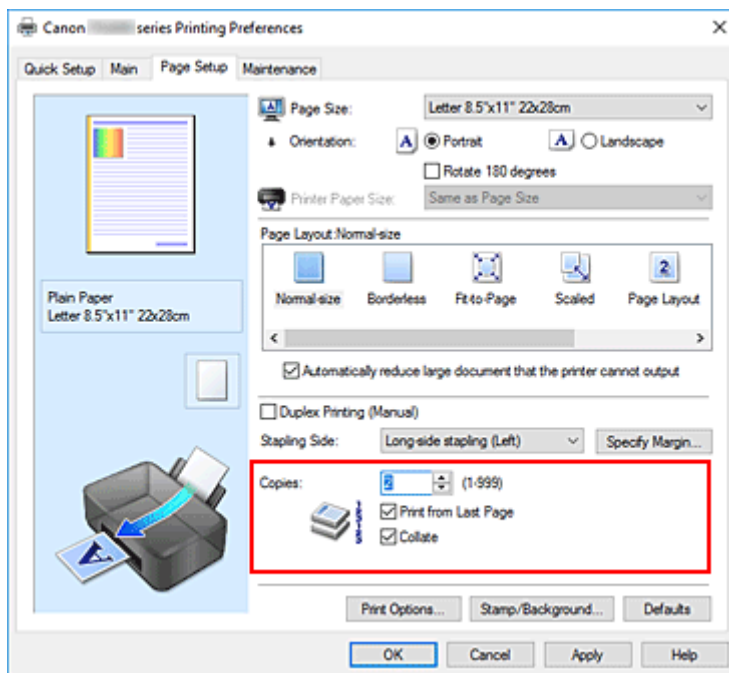 Canon series Printing Preferences
Quick Setup Main Page Setup Maintenance
Page Size: Letter 8.5"x11" 22x28cm
Orientation: A Portrait A Landscape
Rotate 180 degrees
Printer Paper Size: Same as Page Size
Page Layout:Normal-size
2
Normal-size Borderless Fit-to-Page Scaled Page Layout
Automatically reduce large document that the printer cannot output
Plain Paper
Letter 8.5"x11" 22x28cm
Duplex Printing (Manual)
Stapling Side: Long-side stapling (Left) Specify Margin...
Copies: 2 (1-999)
Print from Last Page
Collate
A
Print Options... Stamp/Background... Defaults
OK Cancel Apply Help